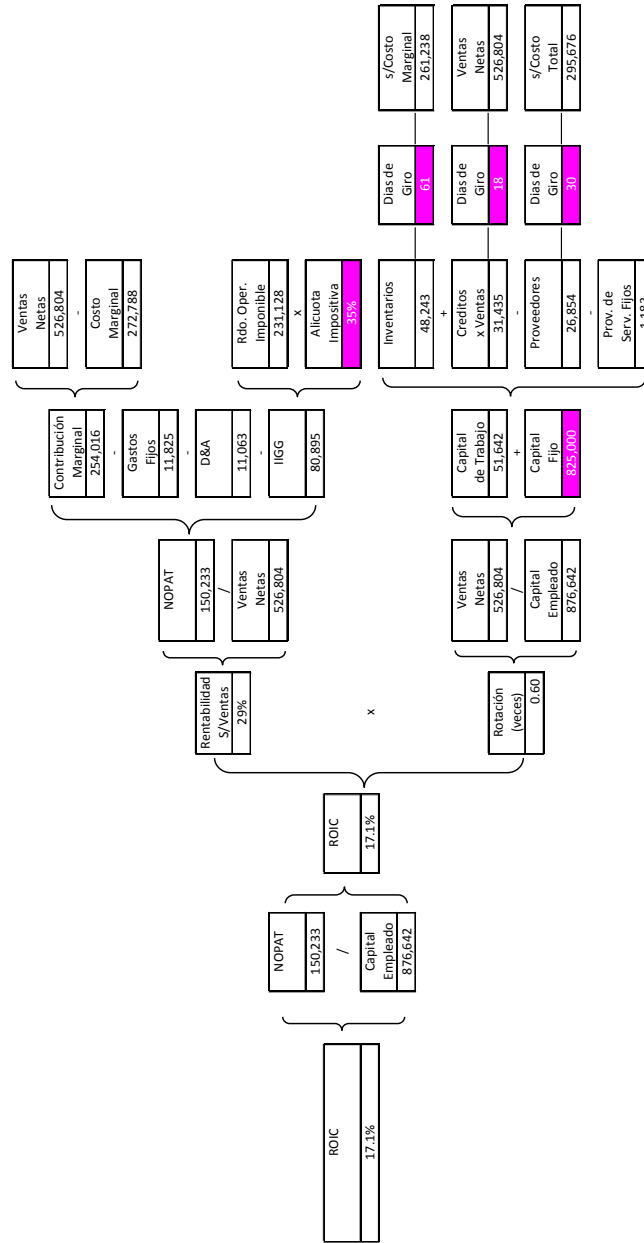 ROIC
17.1%
NOPAT
150,233
/
Capital
Empleado
876,642
ROIC
17.1%
Rentabilidad
S/Ventas
29%
x
Rotación
(veces)
0.60
NOPAT
150,233
/
Ventas
Netas
526,804
Ventas
Netas
526,804
/
Capital
Empleado
876,642
Contribución
Marginal
254,016
-
Gastos
Fijos
11,825
-
D&A
11,063
-
IIGG
80,895
Capital
de Trabajo
51,642
+
Capital
Fijo
825,000
Ventas
Netas
526,804
-
Costo
Marginal
272,788
Rdo. Oper.
Imponible
231,128
x
Alicuota
Impositiva
35%
Inventarios
48,243
+
Creditos
x Ventas
31,435
-
Proveedores
26,854
-
Prov. de
Serv. Fijos
1,182
Dias de
Giro
61
Dias de
Giro
18
Dias de
Giro
30
s/Costo
Marginal
261,238
Ventas
Netas
526,804
s/Costo
Total
295,676